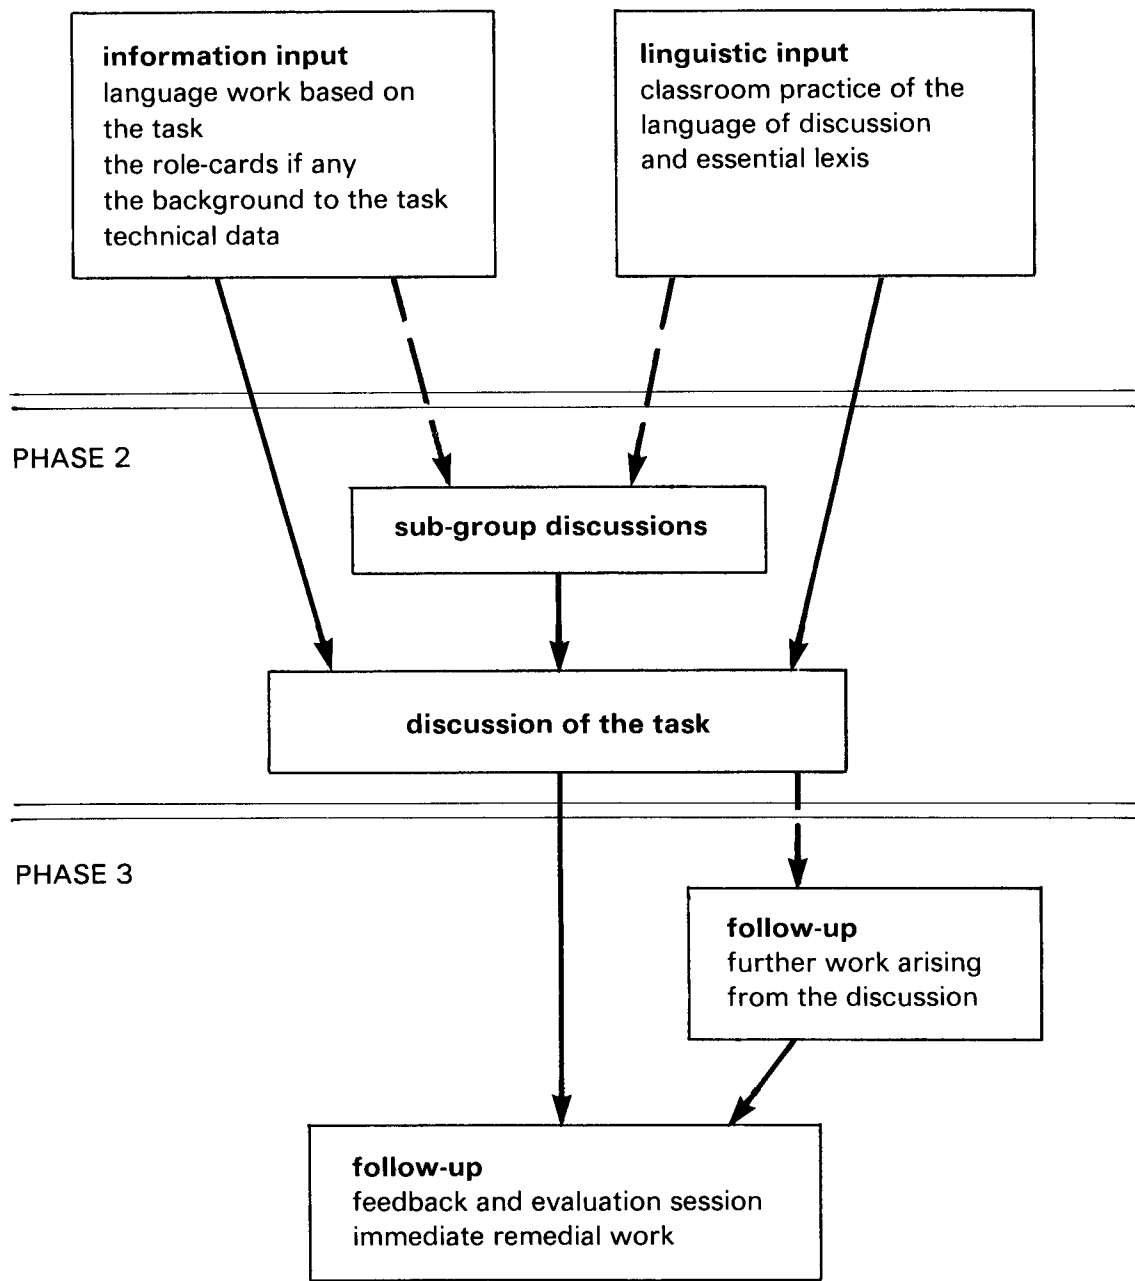 information input
language work based on
the task
the role-cards if any
the background to the task
technical data
linguistic input
classroom practice of the
language of discussion
and essential lexis
PHASE 2
sub-group discussions
discussion of the task
PHASE 3
follow-up
further work arising
from the discussion
follow-up
feedback and evaluation session
immediate remedial work